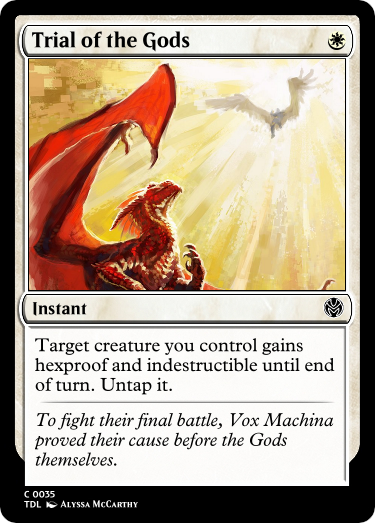 Trial of the Gods
Instant
Target creature you control gains
hexproof and indestructible until end
of turn. Untap it.
To fight their final battle, Vox Machina
proved their cause before the Gods
themselves.
C 0035
TDL Alyssa McCarthy